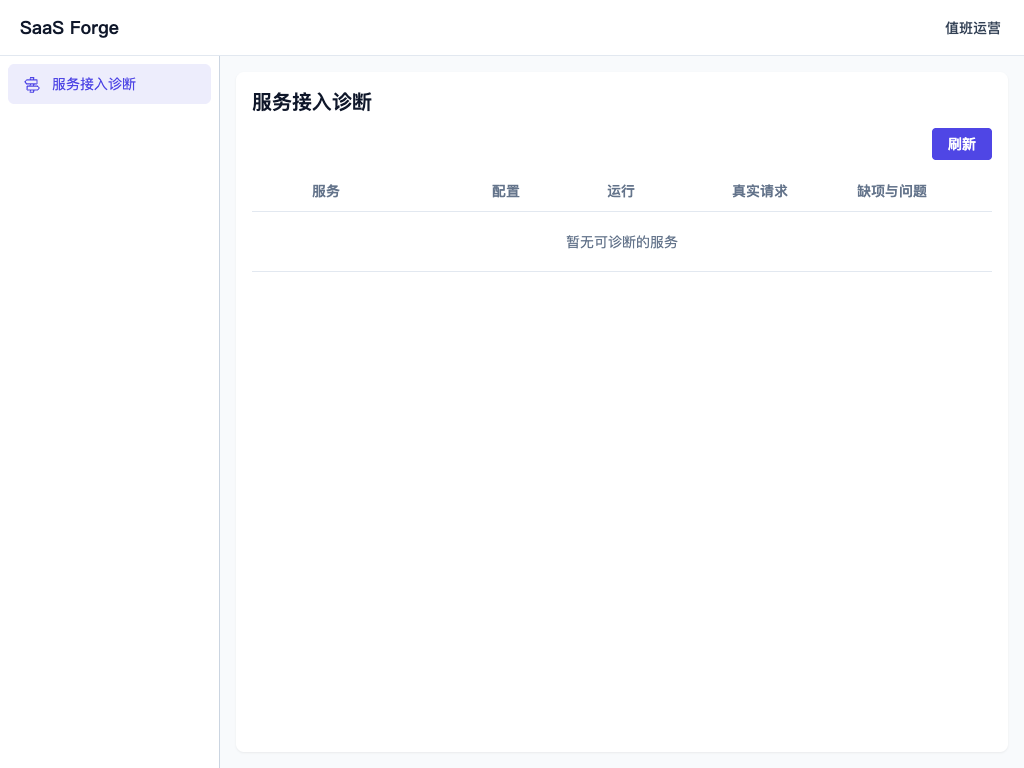 SaaS Forge
值班运营
服务接入诊断
服务接入诊断
刷新
服务 配置 运行 真实请求 缺项与问题
暂无可诊断的服务